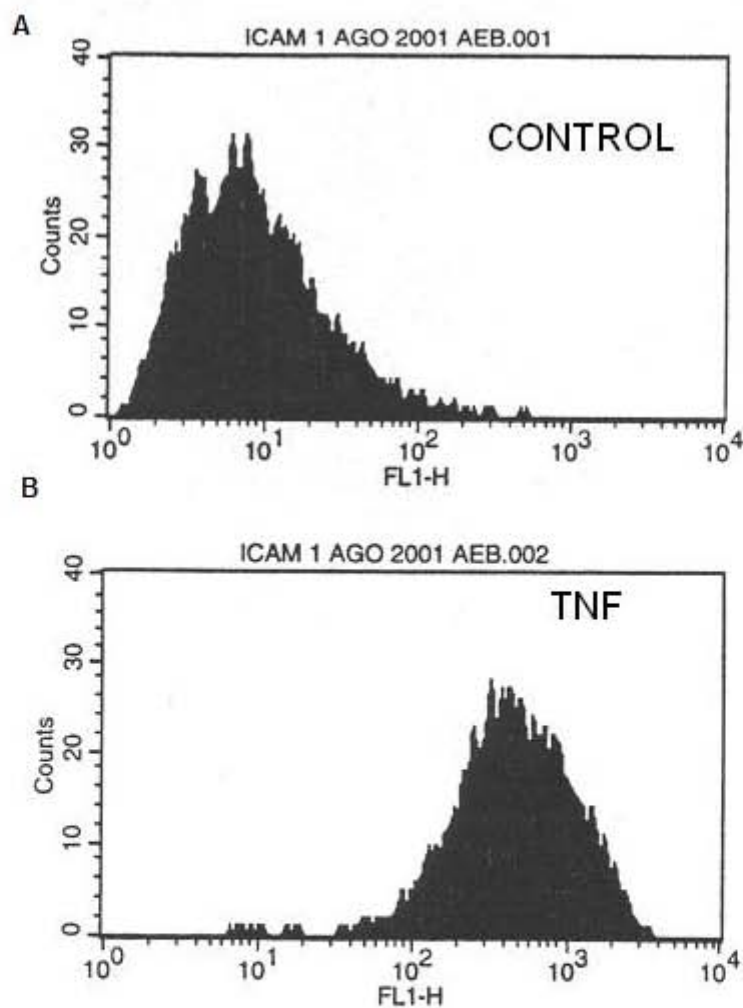 A
ICAM 1 AGO 2001 AEB.001
CONTROL
Counts
40
30
20
10
0
10^0 10^1 10^2 10^3 10^4
FL1-H
B
ICAM 1 AGO 2001 AEB.002
TNF
Counts
40
30
20
10
0
10^0 10^1 10^2 10^3 10^4
FL1-H